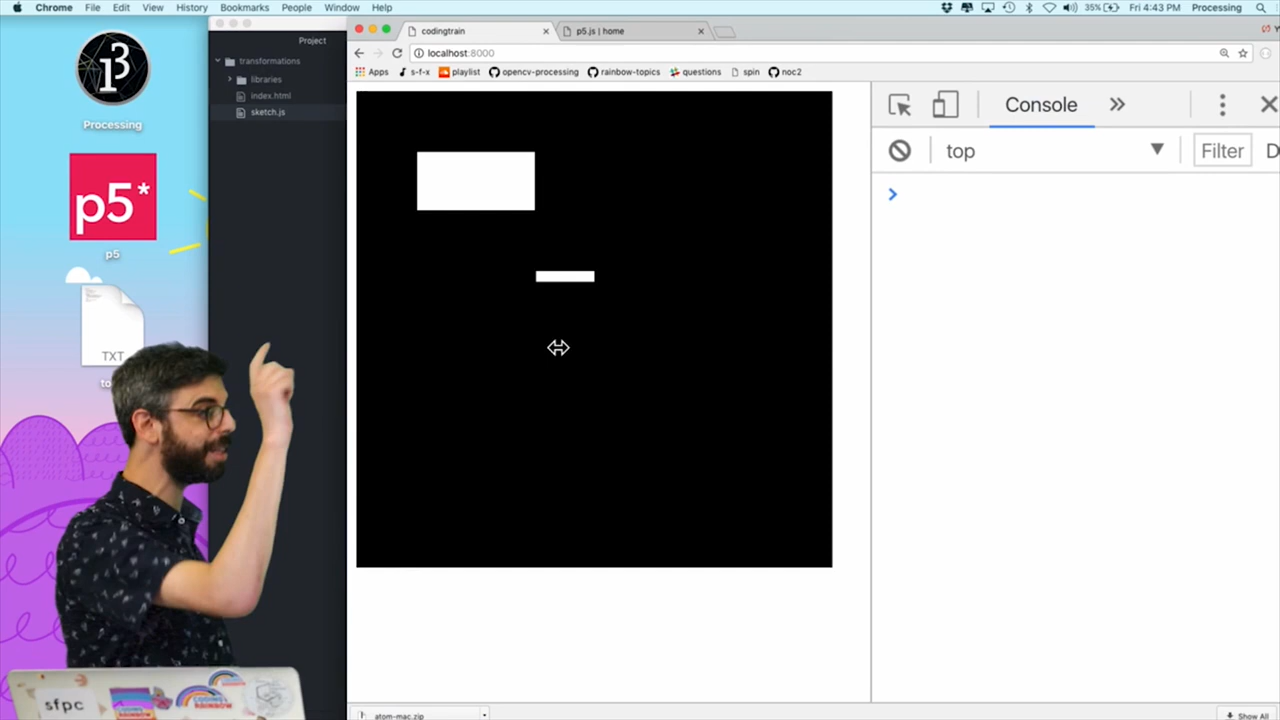 Chrome File Edit View History Bookmarks People Window Help
35% Fri 4:43 PM Processing
Project
transformations
libraries
index.html
sketch.js
13
Processing
p5*
p5
TXT
sfpc
codingtrain
p5.js | home
localhost:8000
Apps s-f-x playlist opencv-processing rainbow-topics questions spin noc2
Console
top Filter
atom-mac.zip
Show All